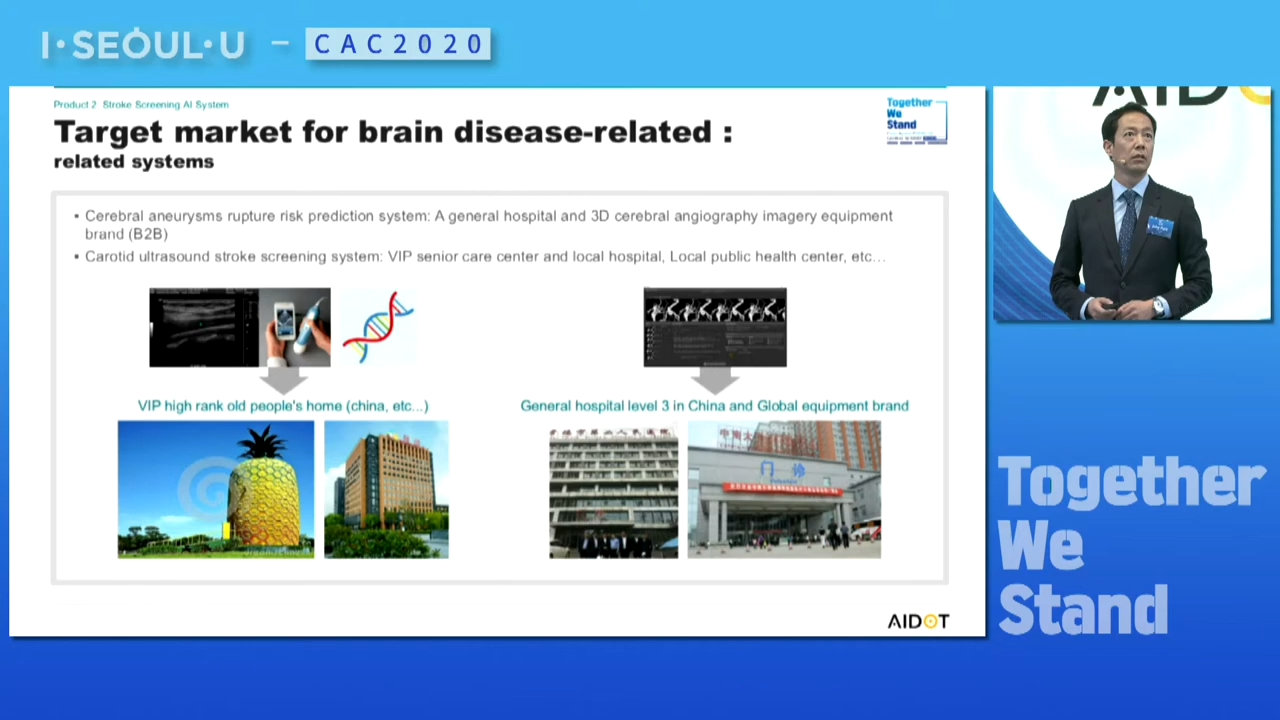 I·SEOUL·U – CAC2020
Product 2 Stroke Screening AI System
Target market for brain disease-related :
related systems
Together
We
Stand
• Cerebral aneurysms rupture risk prediction system: A general hospital and 3D cerebral angiography imagery equipment
brand (B2B)
• Carotid ultrasound stroke screening system: VIP senior care center and local hospital, Local public health center, etc…
VIP high rank old people's home (china, etc...)
General hospital level 3 in China and Global equipment brand
门 诊
AIDOT
AIDO
Together
We
Stand